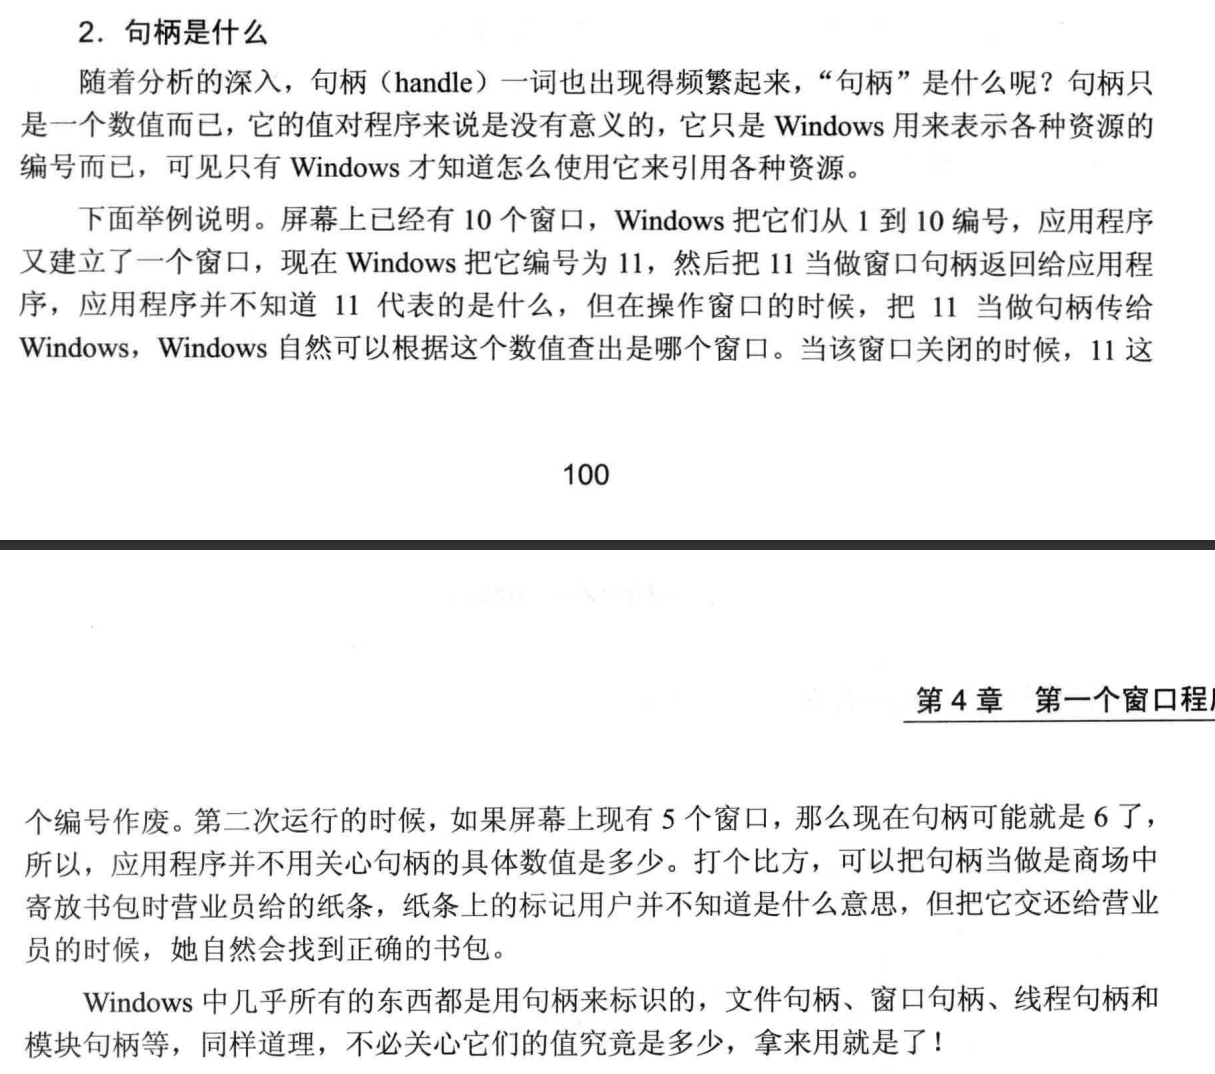 2．句柄是什么
随着分析的深入，句柄（handle）一词也出现得频繁起来，“句柄”是什么呢？句柄只
是一个数值而已，它的值对程序来说是没有意义的，它只是 Windows 用来表示各种资源的
编号而已，可见只有 Windows 才知道怎么使用它来引用各种资源。
下面举例说明。屏幕上已经有 10 个窗口，Windows 把它们从 1 到 10 编号，应用程序
又建立了一个窗口，现在 Windows 把它编号为 11，然后把 11 当做窗口句柄返回给应用程
序，应用程序并不知道 11 代表的是什么，但在操作窗口的时候，把 11 当做句柄传给
Windows，Windows 自然可以根据这个数值查出是哪个窗口。当该窗口关闭的时候，11 这
100
第 4 章 第一个窗口程
个编号作废。第二次运行的时候，如果屏幕上现有 5 个窗口，那么现在句柄可能就是 6 了，
所以，应用程序并不用关心句柄的具体数值是多少。打个比方，可以把句柄当做是商场中
寄放书包时营业员给的纸条，纸条上的标记用户并不知道是什么意思，但把它交还给营业
员的时候，她自然会找到正确的书包。
Windows 中几乎所有的东西都是用句柄来标识的，文件句柄、窗口句柄、线程句柄和
模块句柄等，同样道理，不必关心它们的值究竟是多少，拿来用就是了！